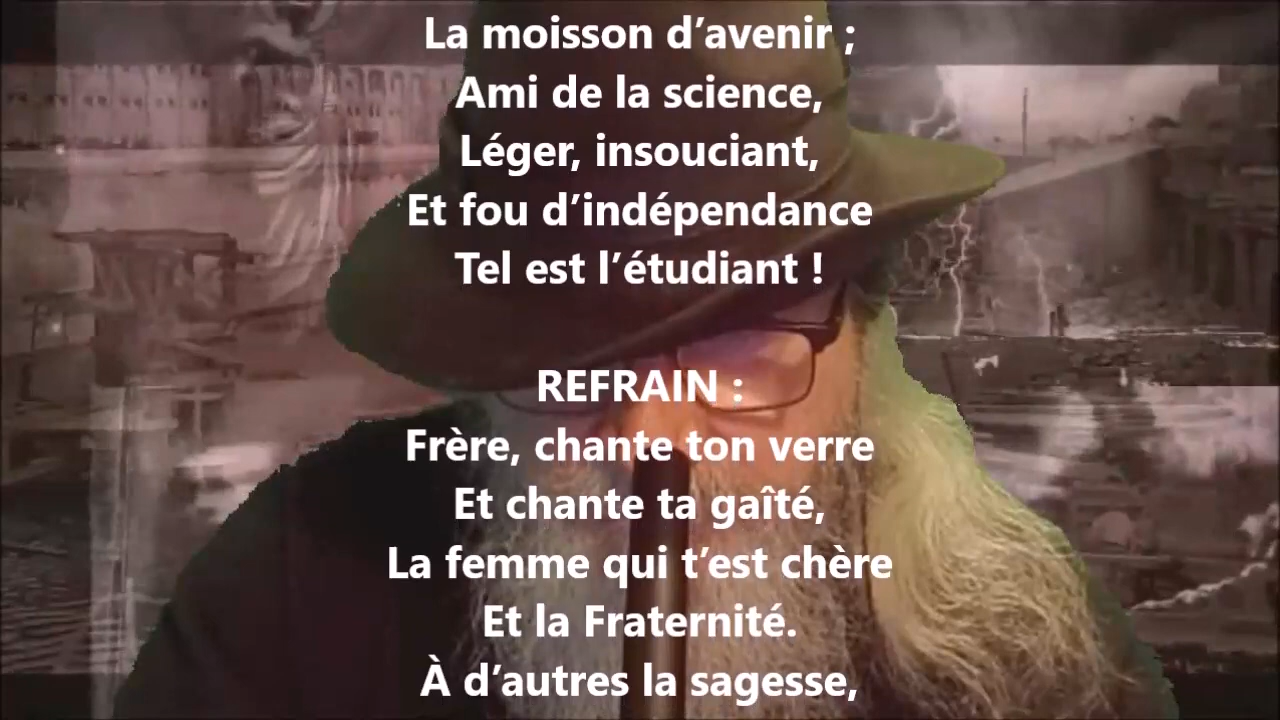 La moisson d’avenir ;
Ami de la science,
Léger, insouciant,
Et fou d’indépendance
Tel est l’étudiant !
REFRAIN :
Frère, chante ton verre
Et chante ta gaîté,
La femme qui t’est chère
Et la Fraternité.
À d’autres la sagesse,